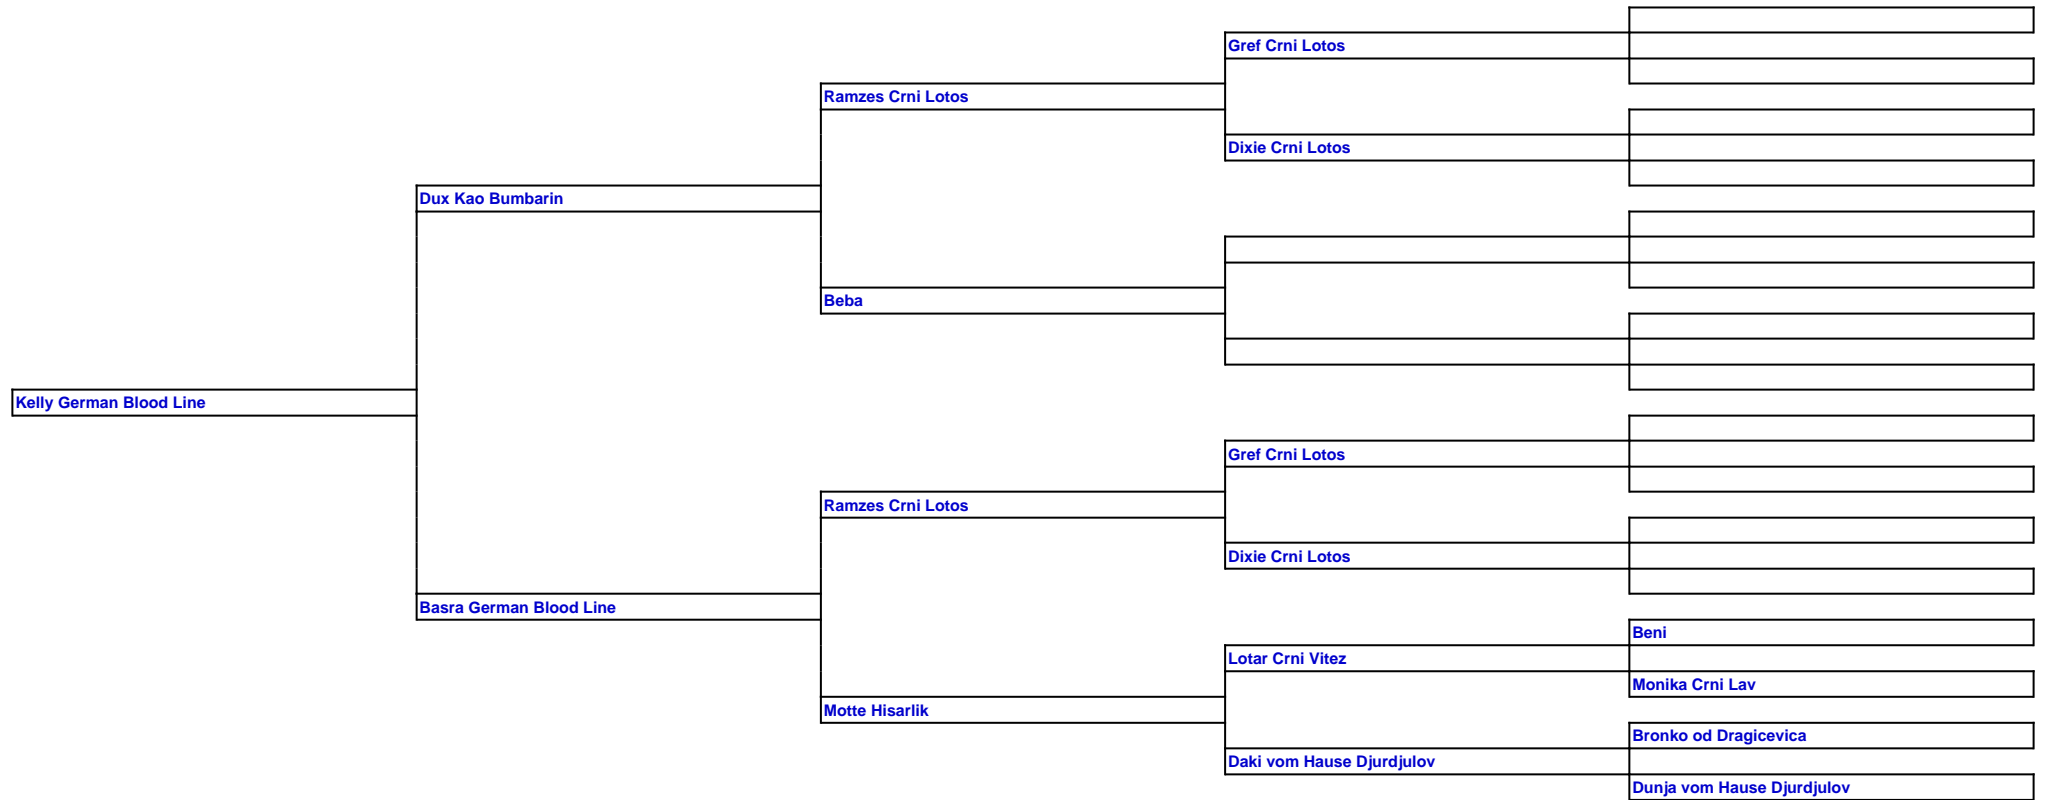 Gref Crni Lotos
Ramzes Crni Lotos
Dixie Crni Lotos
Dux Kao Bumbarin
Beba
Kelly German Blood Line
Gref Crni Lotos
Ramzes Crni Lotos
Dixie Crni Lotos
Basra German Blood Line
Beni
Lotar Crni Vitez
Monika Crni Lav
Motte Hisarlik
Bronko od Dragicevica
Daki vom Hause Djurdjulov
Dunja vom Hause Djurdjulov